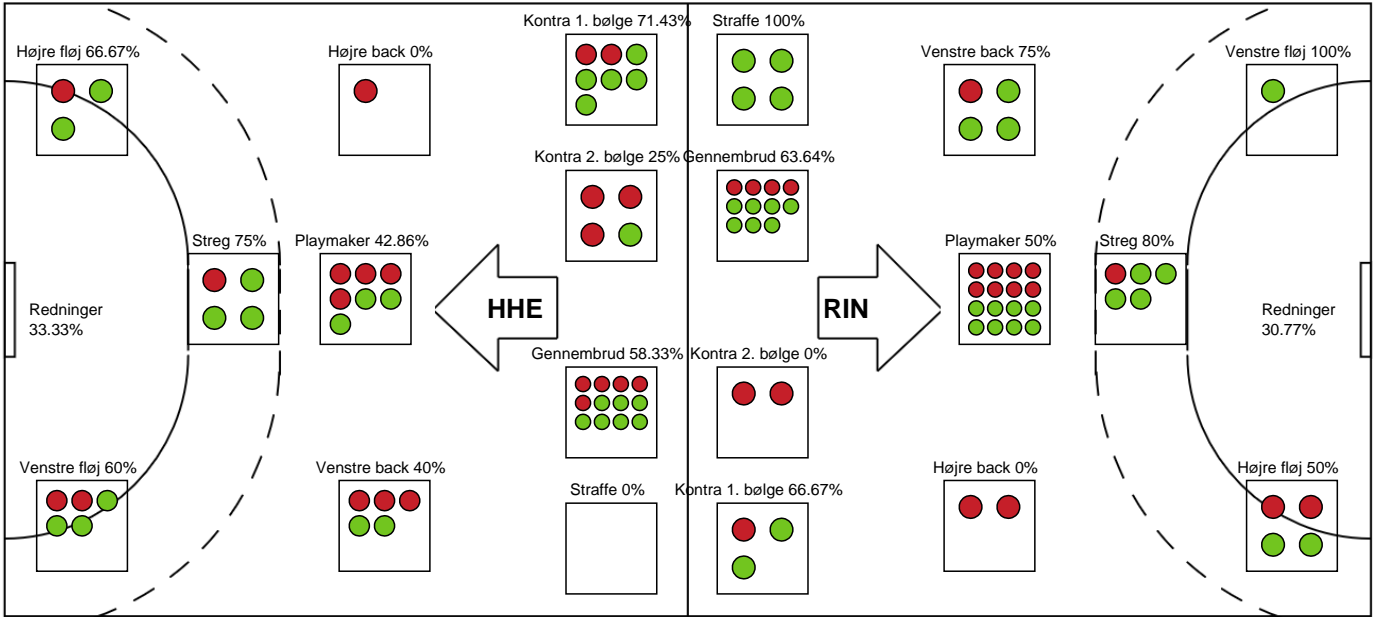 Kontra 1. bølge 71.43%
Straffe 100%
Højre fløj 66.67%
Højre back 0%
Venstre back 75%
Venstre fløj 100%
Kontra 2. bølge 25%
Gennembrud 63.64%
Streg 75%
Playmaker 42.86%
Playmaker 50%
Streg 80%
Redninger
33.33%
HHE
RIN
Redninger
30.77%
Gennembrud 58.33%
Kontra 2. bølge 0%
Venstre fløj 60%
Venstre back 40%
Højre back 0%
Højre fløj 50%
Straffe 0%
Kontra 1. bølge 66.67%